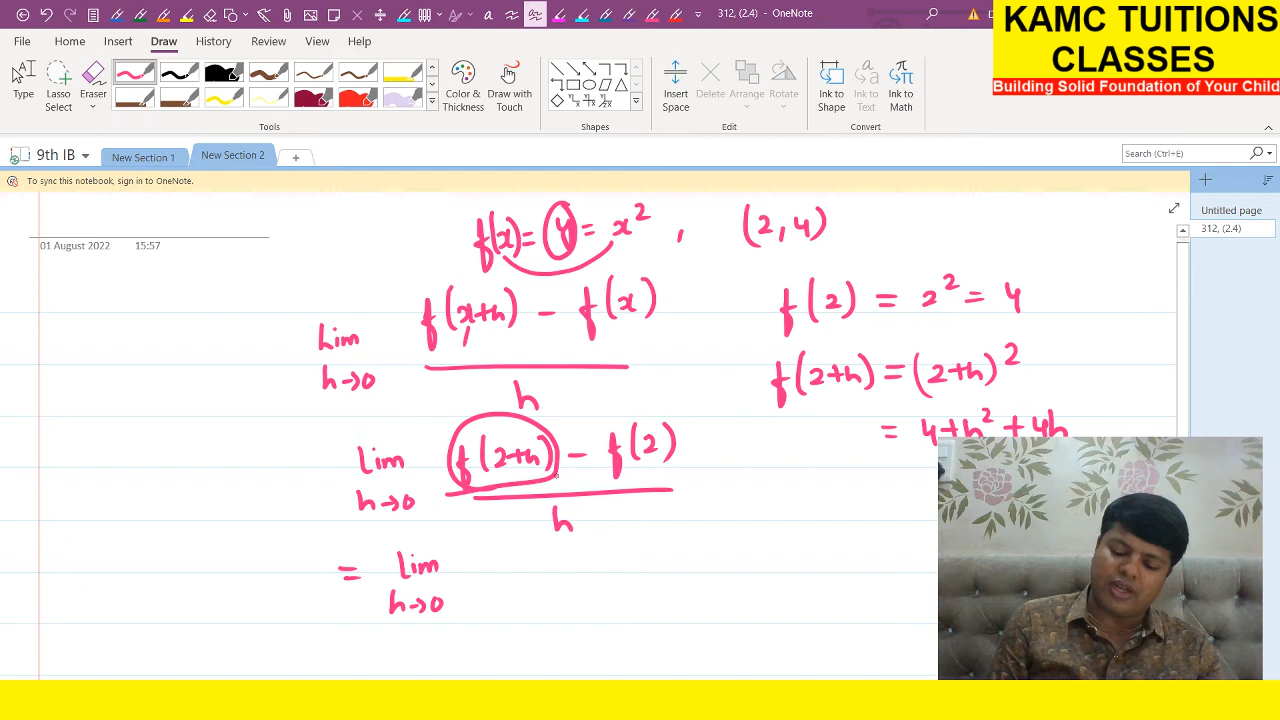 312, (2.4) - OneNote
KAMC TUITIONS
CLASSES
Building Solid Foundation of Your Child
File Home Insert Draw History Review View Help
Type
Lasso
Select
Eraser
Color &
Thickness
Draw with
Touch
Insert
Space
Delete
Arrange
Rotate
Ink to
Shape
Ink to
Text
Ink to
Math
Tools
Shapes
Edit
Convert
9th IB New Section 1 New Section 2 +
Search (Ctrl+E)
To sync this notebook, sign in to OneNote.
Untitled page
312, (2.4)
01 August 2022 15:57
f(x) = y = x² , (2,4)
Lim h→0 f(x+h) − f(x) / h
f(2) = 2² = 4
f(2+h) = (2+h)²
= 4+h²+4h
Lim h→0 f(2+h) − f(2) / h
= Lim h→0